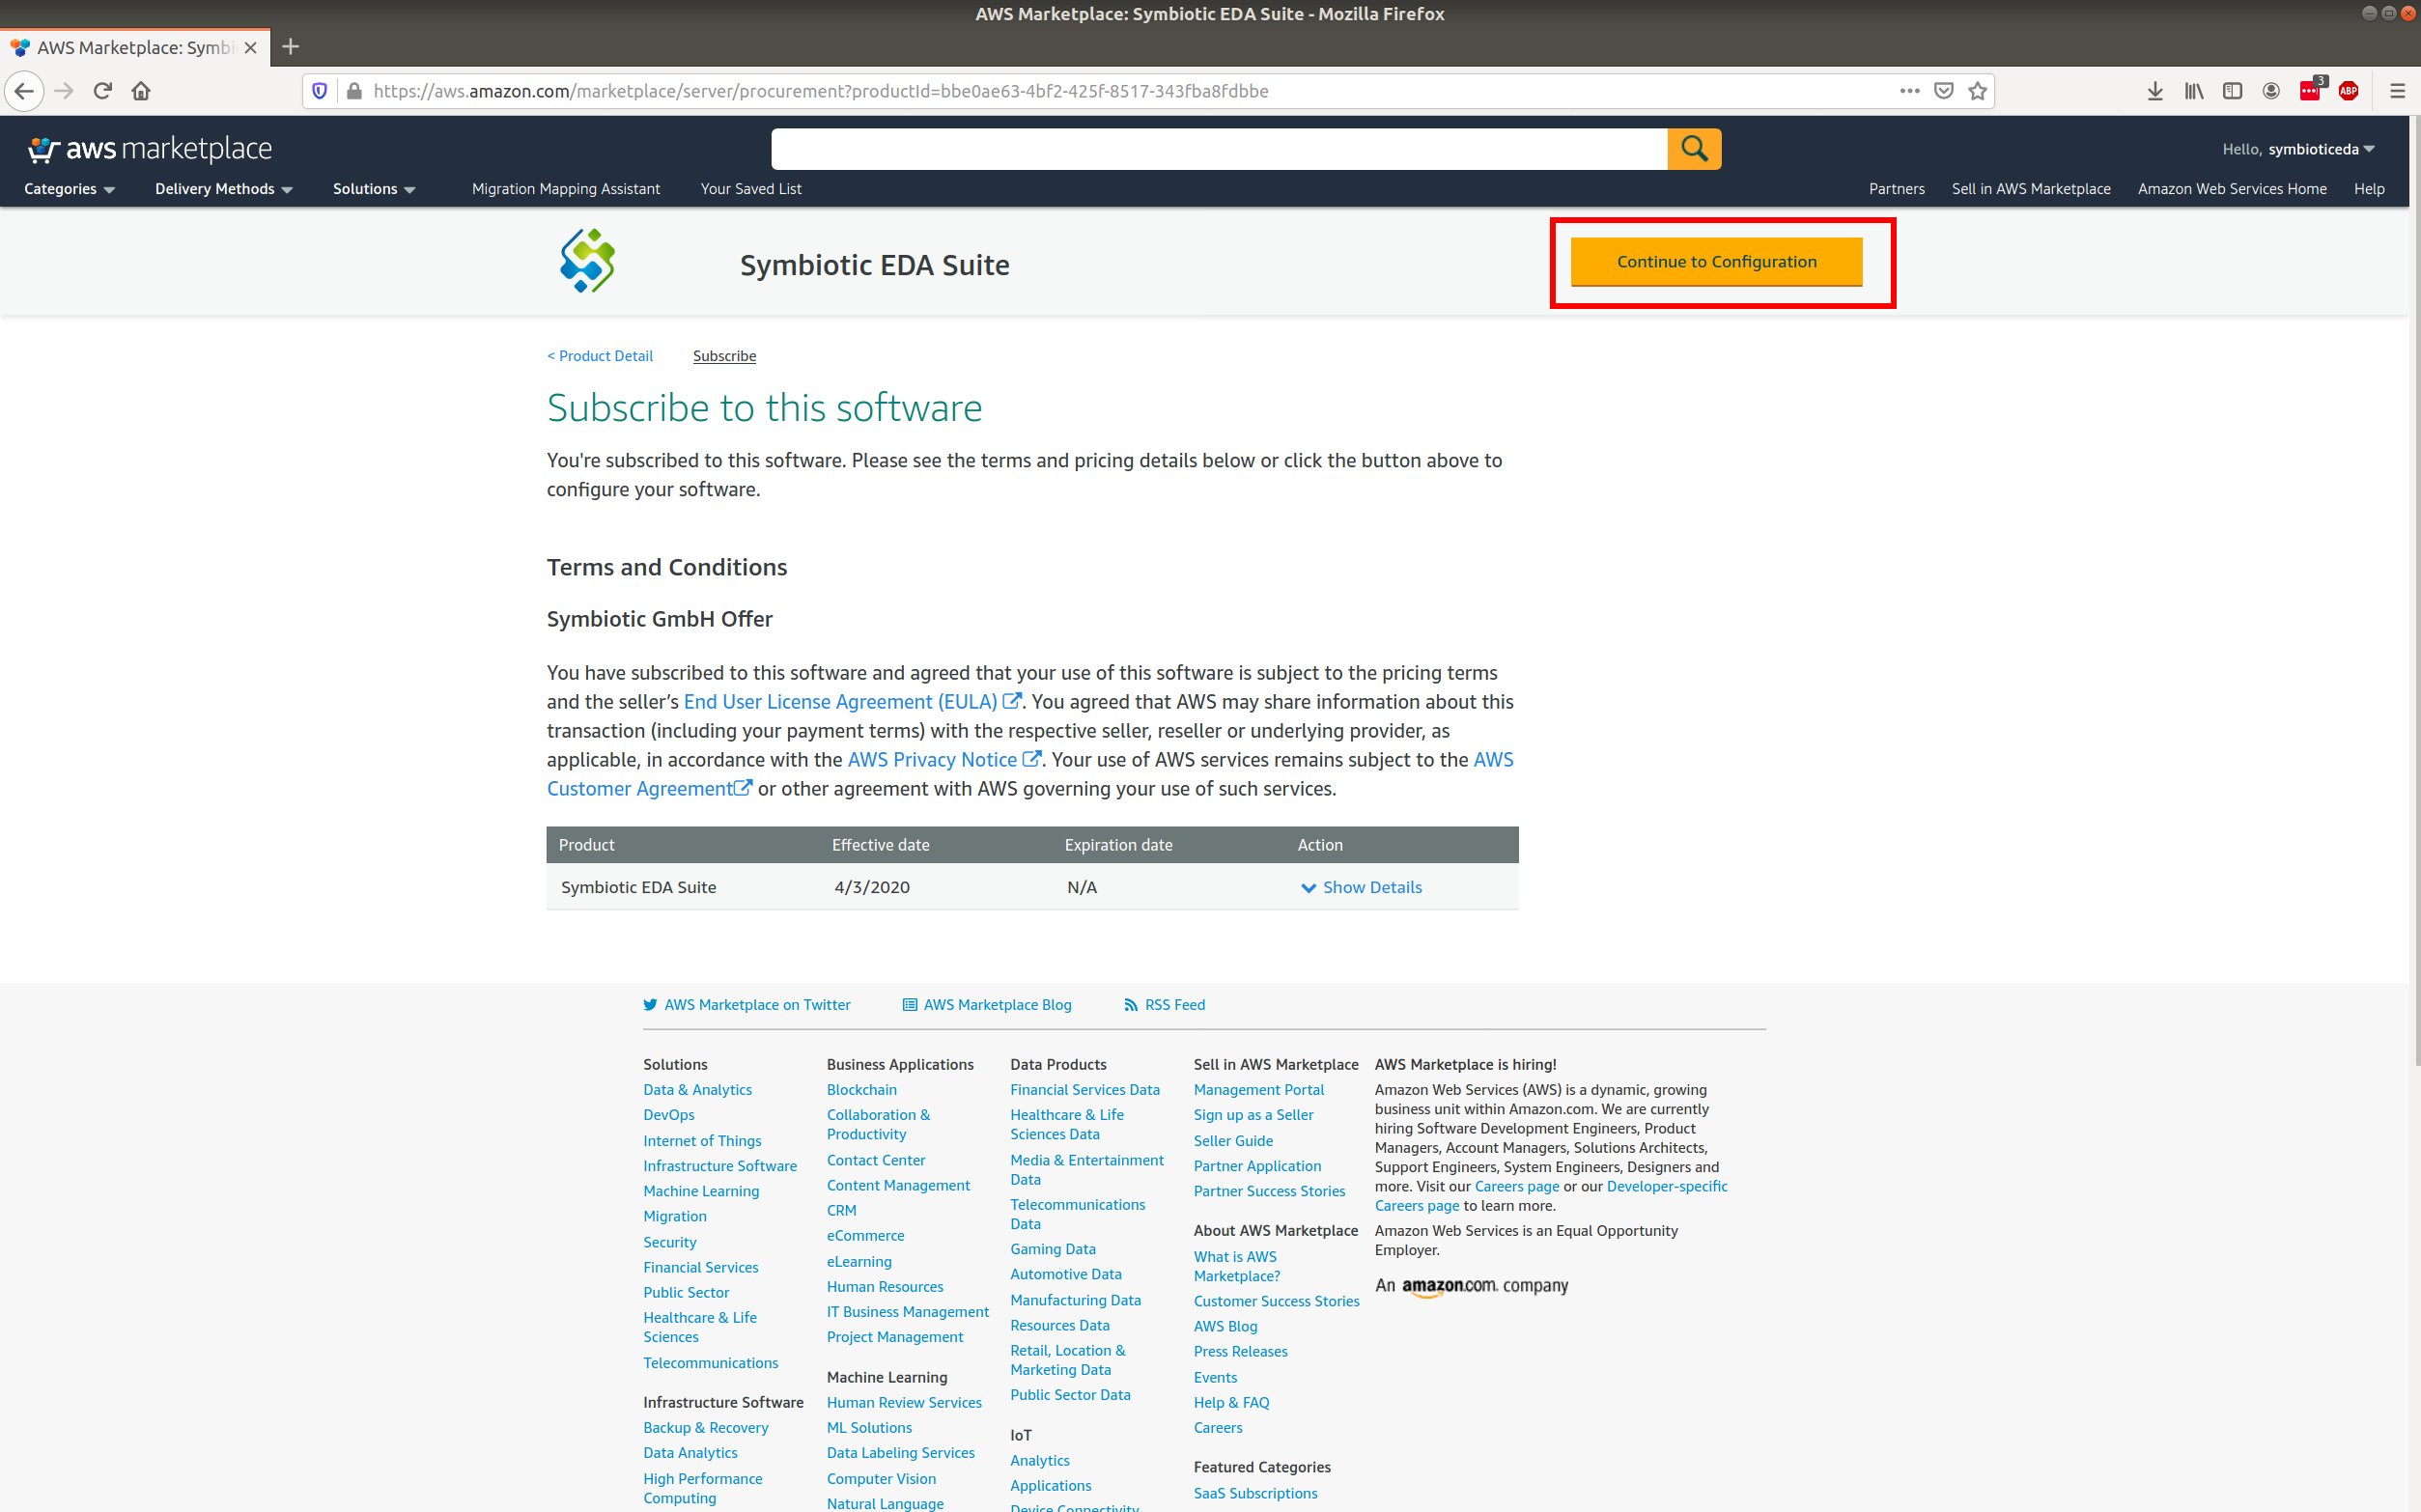 AWS Marketplace: Symbiotic EDA Suite - Mozilla Firefox
AWS Marketplace: Symbi
https://aws.amazon.com/marketplace/server/procurement?productId=bbe0ae63-4bf2-425f-8517-343fba8fdbbe
3
ABP
aws marketplace
Hello, symbioticeda
Categories
Delivery Methods
Solutions
Migration Mapping Assistant
Your Saved List
Partners
Sell in AWS Marketplace
Amazon Web Services Home
Help
Symbiotic EDA Suite
Continue to Configuration
< Product Detail
Subscribe
Subscribe to this software
You're subscribed to this software. Please see the terms and pricing details below or click the button above to
configure your software.
Terms and Conditions
Symbiotic GmbH Offer
You have subscribed to this software and agreed that your use of this software is subject to the pricing terms
and the seller’s End User License Agreement (EULA). You agreed that AWS may share information about this
transaction (including your payment terms) with the respective seller, reseller or underlying provider, as
applicable, in accordance with the AWS Privacy Notice. Your use of AWS services remains subject to the AWS
Customer Agreement or other agreement with AWS governing your use of such services.
Product Effective date Expiration date Action
Symbiotic EDA Suite 4/3/2020 N/A Show Details
AWS Marketplace on Twitter
AWS Marketplace Blog
RSS Feed
Solutions
Data & Analytics
DevOps
Internet of Things
Infrastructure Software
Machine Learning
Migration
Security
Financial Services
Public Sector
Healthcare & Life
Sciences
Telecommunications
Infrastructure Software
Backup & Recovery
Data Analytics
High Performance
Computing
Business Applications
Blockchain
Collaboration &
Productivity
Contact Center
Content Management
CRM
eCommerce
eLearning
Human Resources
IT Business Management
Project Management
Machine Learning
Human Review Services
ML Solutions
Data Labeling Services
Computer Vision
Natural Language
Data Products
Financial Services Data
Healthcare & Life
Sciences Data
Media & Entertainment
Data
Telecommunications
Data
Gaming Data
Automotive Data
Manufacturing Data
Resources Data
Retail, Location &
Marketing Data
Public Sector Data
IoT
Analytics
Applications
Device Connectivity
Sell in AWS Marketplace
Management Portal
Sign up as a Seller
Seller Guide
Partner Application
Partner Success Stories
About AWS Marketplace
What is AWS
Marketplace?
Customer Success Stories
AWS Blog
Press Releases
Events
Help & FAQ
Careers
Featured Categories
SaaS Subscriptions
AWS Marketplace is hiring!
Amazon Web Services (AWS) is a dynamic, growing
business unit within Amazon.com. We are currently
hiring Software Development Engineers, Product
Managers, Account Managers, Solutions Architects,
Support Engineers, System Engineers, Designers and
more. Visit our Careers page or our Developer-specific
Careers page to learn more.
Amazon Web Services is an Equal Opportunity
Employer.
An amazon.com. company